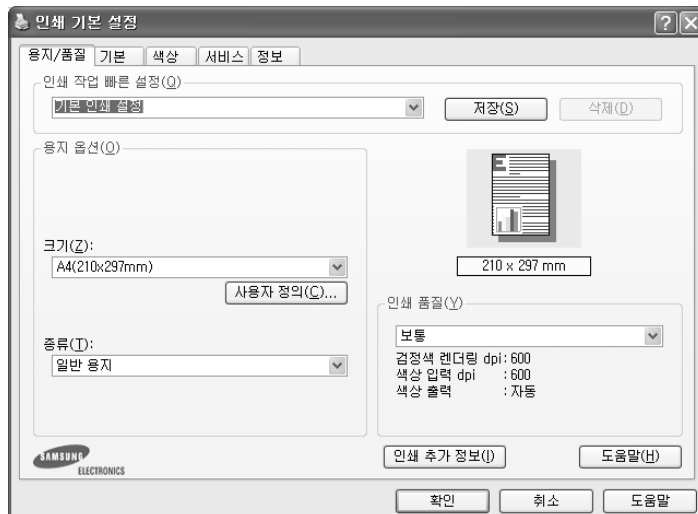 인쇄 기본 설정
용지/품질 기본 색상 서비스 정보
인쇄 작업 빠른 설정(Q)
기본 인쇄 설정
저장(S) 삭제(D)
용지 옵션(O)
E
크기(Z):
A4(210x297mm)
210 x 297 mm
사용자 정의(C)...
인쇄 품질(Y)
보통
종류(T):
일반 용지
검정색 렌더링 dpi: 600
색상 입력 dpi : 600
색상 출력 : 자동
SAMSUNG
ELECTRONICS
인쇄 추가 정보(I) 도움말(H)
확인 취소 도움말